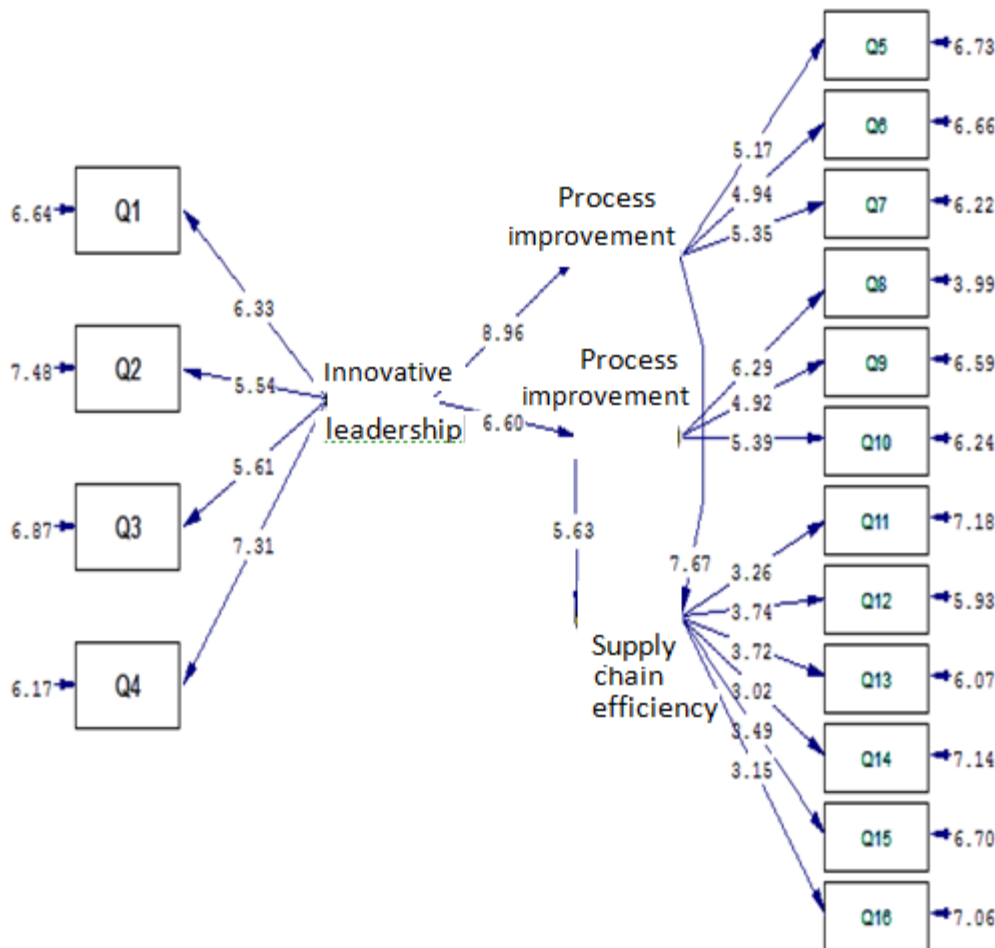 Q5
6.73
Q6
6.66
5.17
4.94
Q7
6.22
5.35
Process
improvement
6.64
Q1
Q8
3.99
6.33
8.96
7.48
Q2
Process
improvement
6.29
Q9
6.59
4.92
5.54
Innovative
leadership
6.60
5.39
Q10
6.24
5.61
6.87
Q3
7.31
5.63
Q11
7.18
7.67
3.26
3.74
Q12
5.93
Supply
chain
efficiency
3.72
3.02
3.49
3.15
Q13
6.07
6.17
Q4
Q14
7.14
Q15
6.70
Q16
7.06